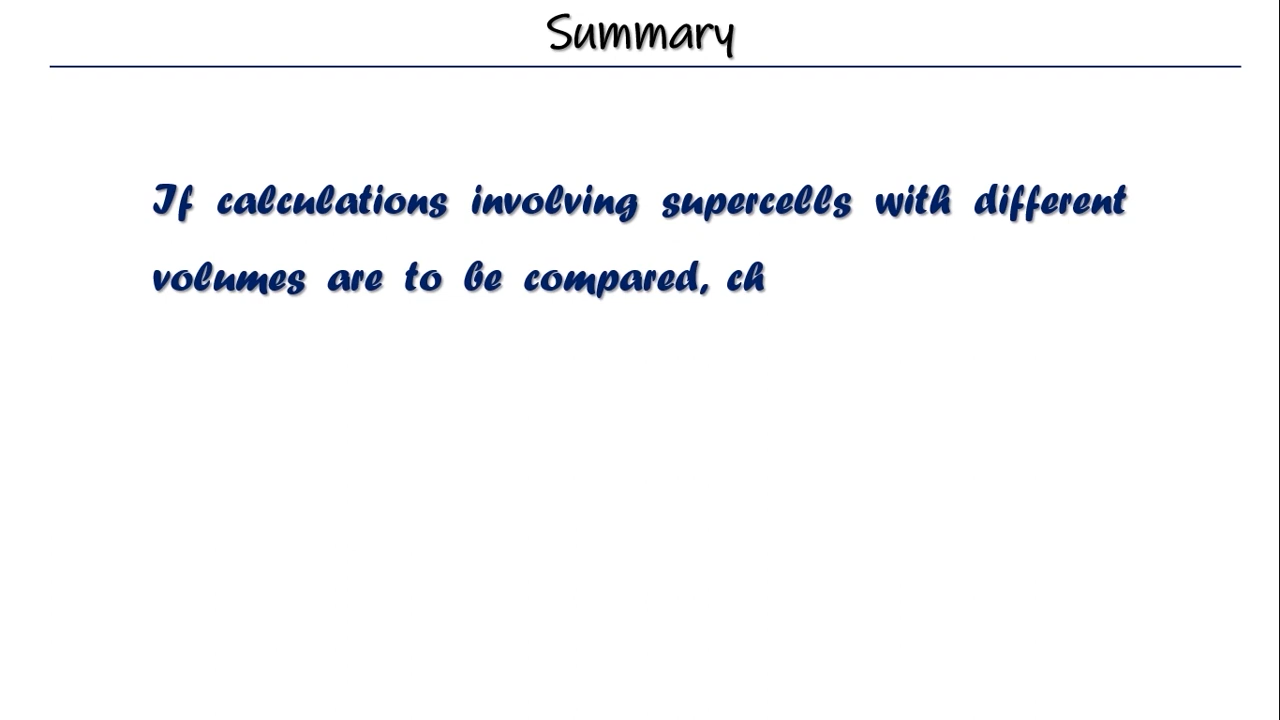 Summary
If calculations involving supercells with different
volumes are to be compared, ch